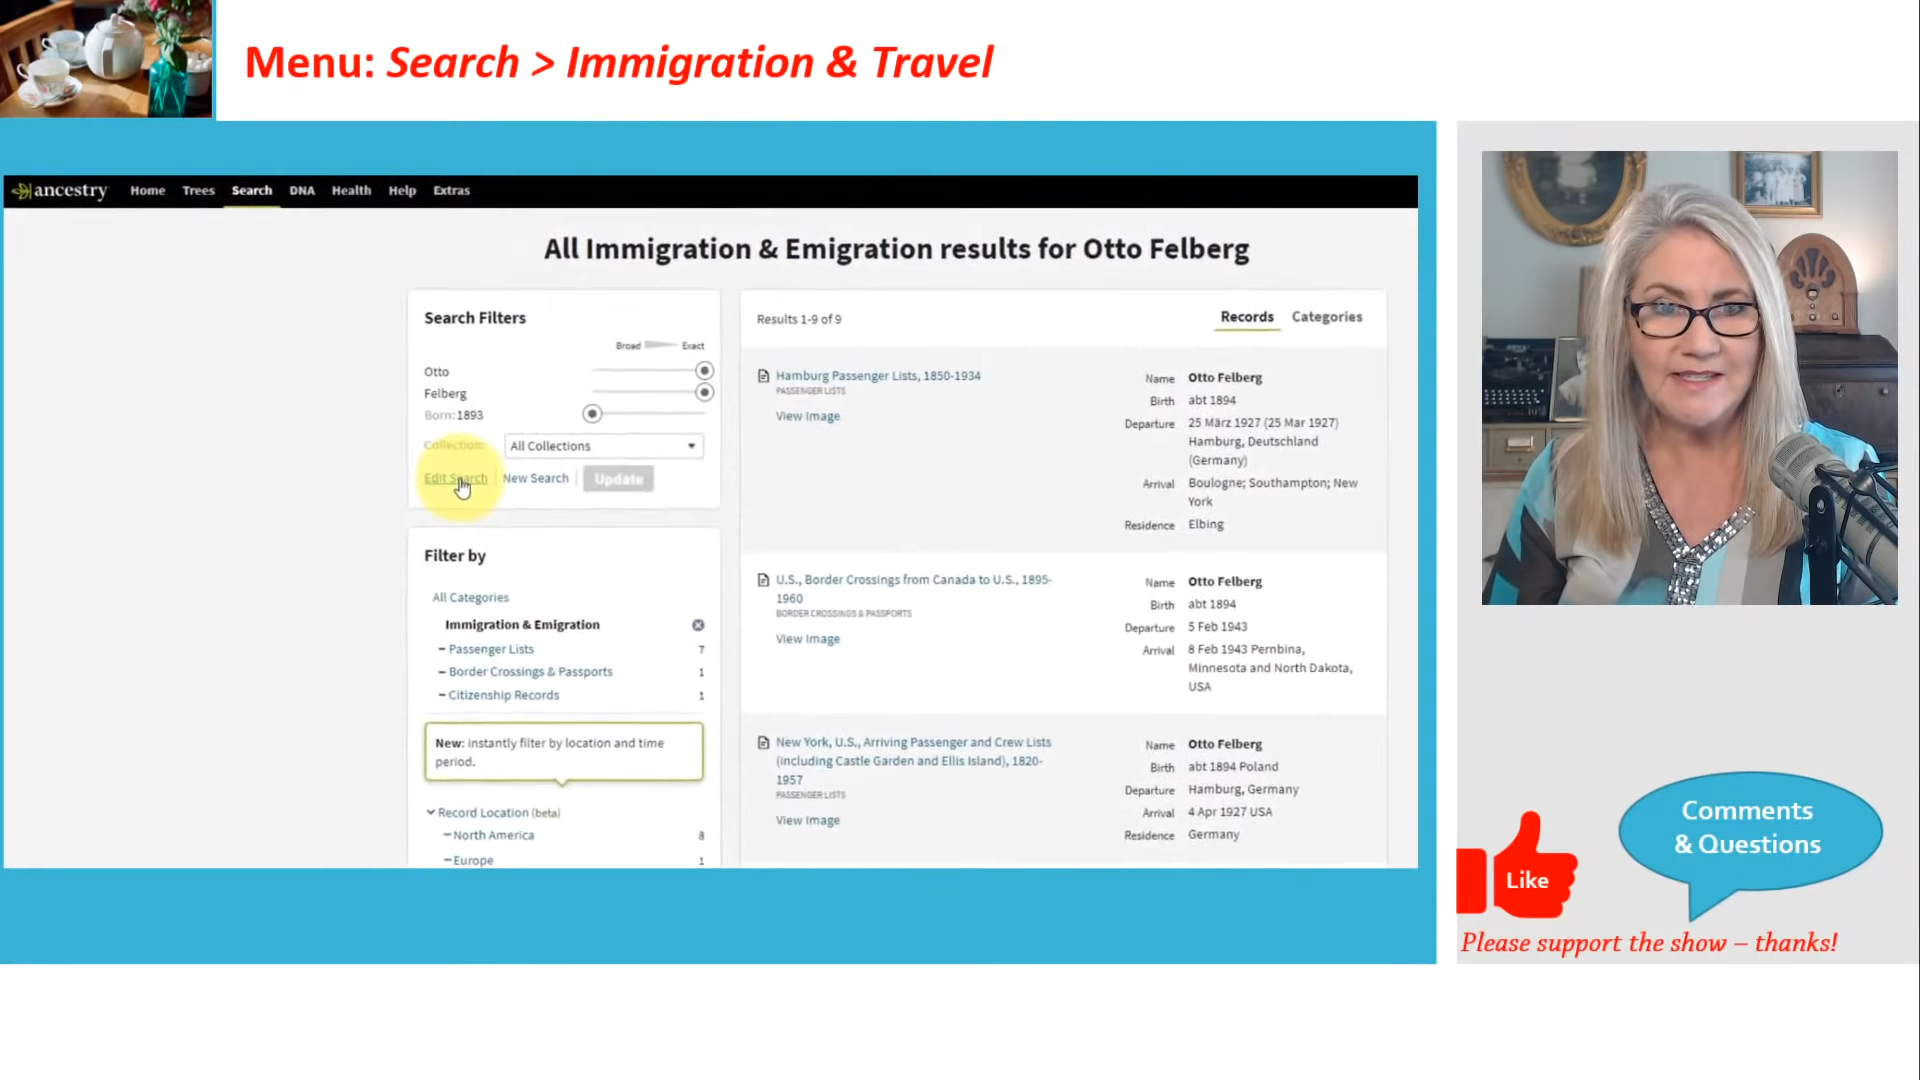 Menu: Search > Immigration & Travel
ancestry Home Trees Search DNA Health Help Extras
All Immigration & Emigration results for Otto Felberg
Search Filters
Broad Exact
Otto
Felberg
Born: 1893
Collection: All Collections
Edit Search New Search Update
Filter by
All Categories
Immigration & Emigration
– Passenger Lists 7
– Border Crossings & Passports 1
– Citizenship Records 1
New: instantly filter by location and time
period.
Record Location (beta)
– North America 8
– Europe 1
Results 1-9 of 9 Records Categories
Hamburg Passenger Lists, 1850-1934
PASSENGER LISTS
View Image
Name Otto Felberg
Birth abt 1894
Departure 25 März 1927 (25 Mar 1927)
Hamburg, Deutschland
(Germany)
Arrival Boulogne; Southampton; New
York
Residence Elbing
U.S., Border Crossings from Canada to U.S., 1895-
1960
BORDER CROSSINGS & PASSPORTS
View Image
Name Otto Felberg
Birth abt 1894
Departure 5 Feb 1943
Arrival 8 Feb 1943 Pernbina,
Minnesota and North Dakota,
USA
New York, U.S., Arriving Passenger and Crew Lists
(including Castle Garden and Ellis Island), 1820-
1957
PASSENGER LISTS
View Image
Name Otto Felberg
Birth abt 1894 Poland
Departure Hamburg, Germany
Arrival 4 Apr 1927 USA
Residence Germany
Comments
& Questions
Like
Please support the show – thanks!